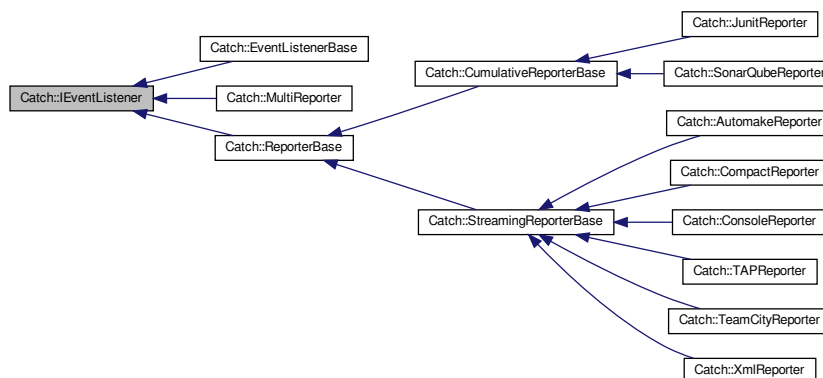 Catch::IEventListener
Catch::EventListenerBase
Catch::MultiReporter
Catch::ReporterBase
Catch::CumulativeReporterBase
Catch::StreamingReporterBase
Catch::JunitReporter
Catch::SonarQubeReporter
Catch::AutomakeReporter
Catch::CompactReporter
Catch::ConsoleReporter
Catch::TAPReporter
Catch::TeamCityReporter
Catch::XmlReporter